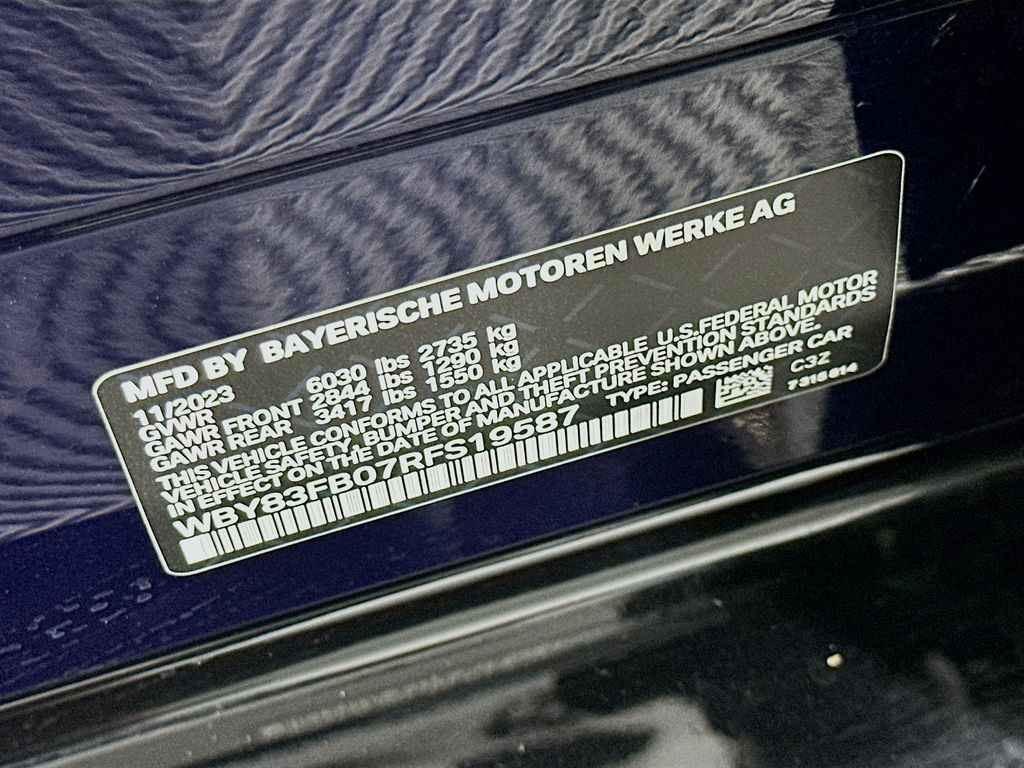 MFD BY BAYERISCHE MOTOREN WERKE AG
11/2023
GVWR 6030 lbs 2735 kg
GAWR FRONT 2844 lbs 1290 kg
GAWR REAR 3417 lbs 1550 kg
THIS VEHICLE CONFORMS TO ALL APPLICABLE U.S.FEDERAL MOTOR
VEHICLE SAFETY, BUMPER AND THEFT PREVENTION STANDARDS
IN EFFECT ON THE DATE OF MANUFACTURE SHOWN ABOVE.
WBY83FB07RFS19587 TYPE: PASSENGER CAR
C3Z
7 916 614